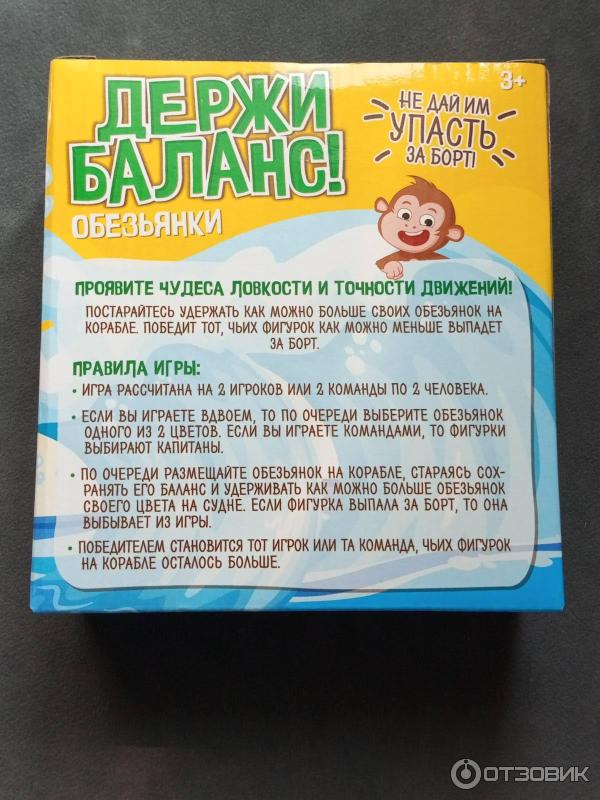 ДЕРЖИ
БАЛАНС!
ОБЕЗЬЯНКИ
3+
НЕ ДАЙ ИМ
УПАСТЬ
ЗА БОРТ!
ПРОЯВИТЕ ЧУДЕСА ЛОВКОСТИ И ТОЧНОСТИ ДВИЖЕНИЙ!
ПОСТАРАЙТЕСЬ УДЕРЖАТЬ КАК МОЖНО БОЛЬШЕ СВОИХ ОБЕЗЬЯНОК НА
КОРАБЛЕ. ПОБЕДИТ ТОТ, ЧЬИХ ФИГУРОК КАК МОЖНО МЕНЬШЕ ВЫПАДЕТ
ЗА БОРТ.
ПРАВИЛА ИГРЫ:
• ИГРА РАССЧИТАНА НА 2 ИГРОКОВ ИЛИ 2 КОМАНДЫ ПО 2 ЧЕЛОВЕКА.
• ЕСЛИ ВЫ ИГРАЕТЕ ВДВОЕМ, ТО ПО ОЧЕРЕДИ ВЫБЕРИТЕ ОБЕЗЬЯНОК
ОДНОГО ИЗ 2 ЦВЕТОВ. ЕСЛИ ВЫ ИГРАЕТЕ КОМАНДАМИ, ТО ФИГУРКИ
ВЫБИРАЮТ КАПИТАНЫ.
• ПО ОЧЕРЕДИ РАЗМЕЩАЙТЕ ОБЕЗЬЯНОК НА КОРАБЛЕ, СТАРАЯСЬ СОХ-
РАНЯТЬ ЕГО БАЛАНС И УДЕРЖИВАТЬ КАК МОЖНО БОЛЬШЕ ОБЕЗЬЯНОК
СВОЕГО ЦВЕТА НА СУДНЕ. ЕСЛИ ФИГУРКА ВЫПАЛА ЗА БОРТ, ТО ОНА
ВЫБЫВАЕТ ИЗ ИГРЫ.
• ПОБЕДИТЕЛЕМ СТАНОВИТСЯ ТОТ ИГРОК ИЛИ ТА КОМАНДА, ЧЬИХ ФИГУРОК
НА КОРАБЛЕ ОСТАЛОСЬ БОЛЬШЕ.
ОТЗОВИК